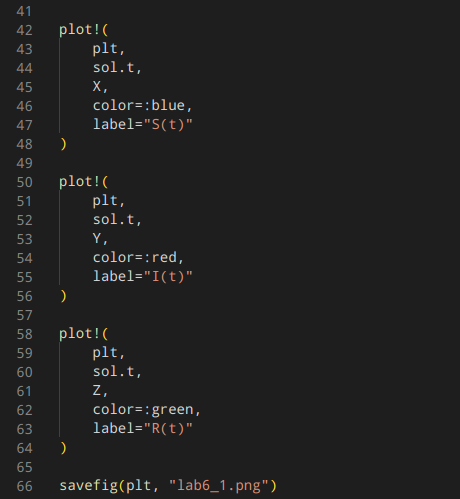 41
42 plot!(
43     plt,
44     sol.t,
45     X,
46     color=:blue,
47     label="S(t)"
48 )
49
50 plot!(
51     plt,
52     sol.t,
53     Y,
54     color=:red,
55     label="I(t)"
56 )
57
58 plot!(
59     plt,
60     sol.t,
61     Z,
62     color=:green,
63     label="R(t)"
64 )
65
66 savefig(plt, "lab6_1.png")